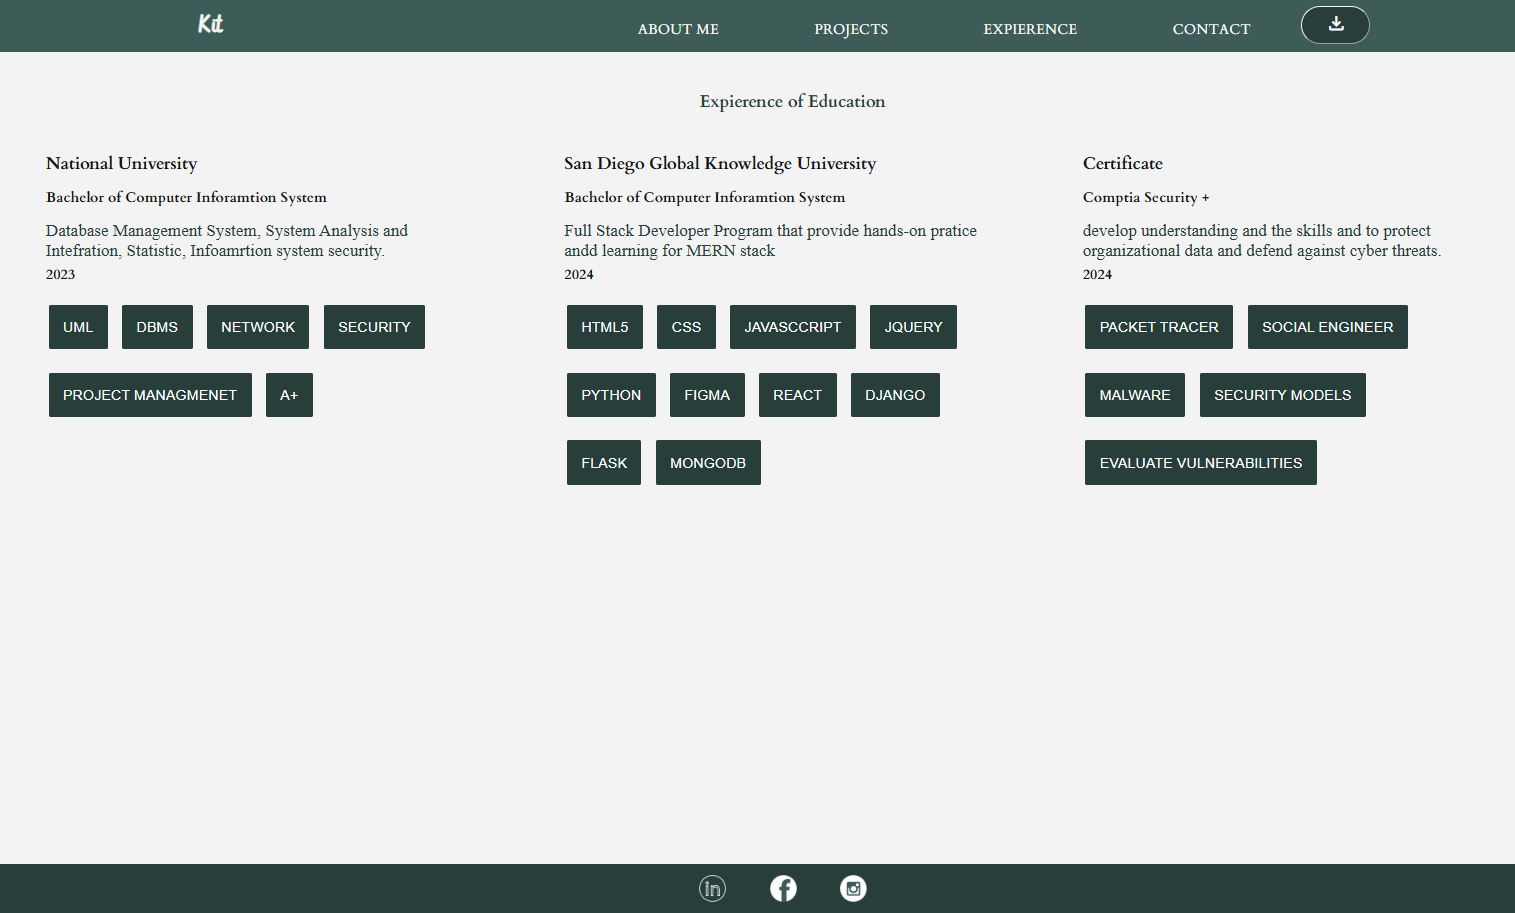 Kit
ABOUT ME
PROJECTS
EXPIERENCE
CONTACT
Expierence of Education
National University
Bachelor of Computer Inforamtion System
Database Management System, System Analysis and
Intefration, Statistic, Infoamrtion system security.
2023
UML
DBMS
NETWORK
SECURITY
PROJECT MANAGMENET
A+
San Diego Global Knowledge University
Bachelor of Computer Inforamtion System
Full Stack Developer Program that provide hands-on pratice
andd learning for MERN stack
2024
HTML5
CSS
JAVASCCRIPT
JQUERY
PYTHON
FIGMA
REACT
DJANGO
FLASK
MONGODB
Certificate
Comptia Security +
develop understanding and the skills and to protect
organizational data and defend against cyber threats.
2024
PACKET TRACER
SOCIAL ENGINEER
MALWARE
SECURITY MODELS
EVALUATE VULNERABILITIES
in
f